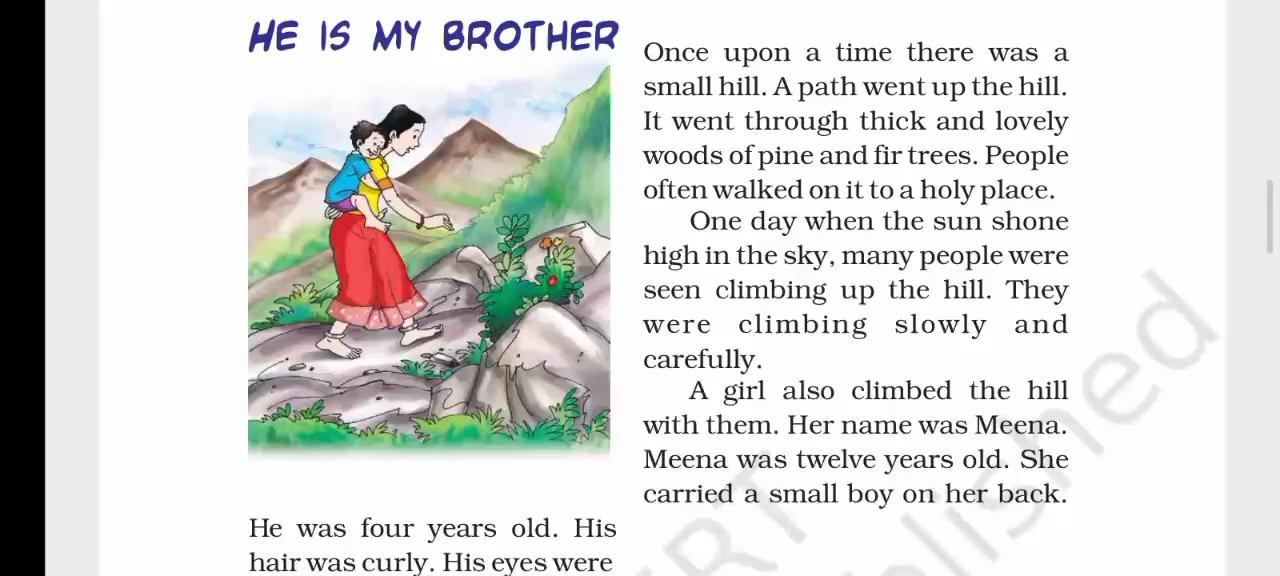 HE IS MY BROTHER
Once upon a time there was a
small hill. A path went up the hill.
It went through thick and lovely
woods of pine and fir trees. People
often walked on it to a holy place.
One day when the sun shone
high in the sky, many people were
seen climbing up the hill. They
were climbing slowly and
carefully.
A girl also climbed the hill
with them. Her name was Meena.
Meena was twelve years old. She
carried a small boy on her back.
He was four years old. His
hair was curly. His eyes were